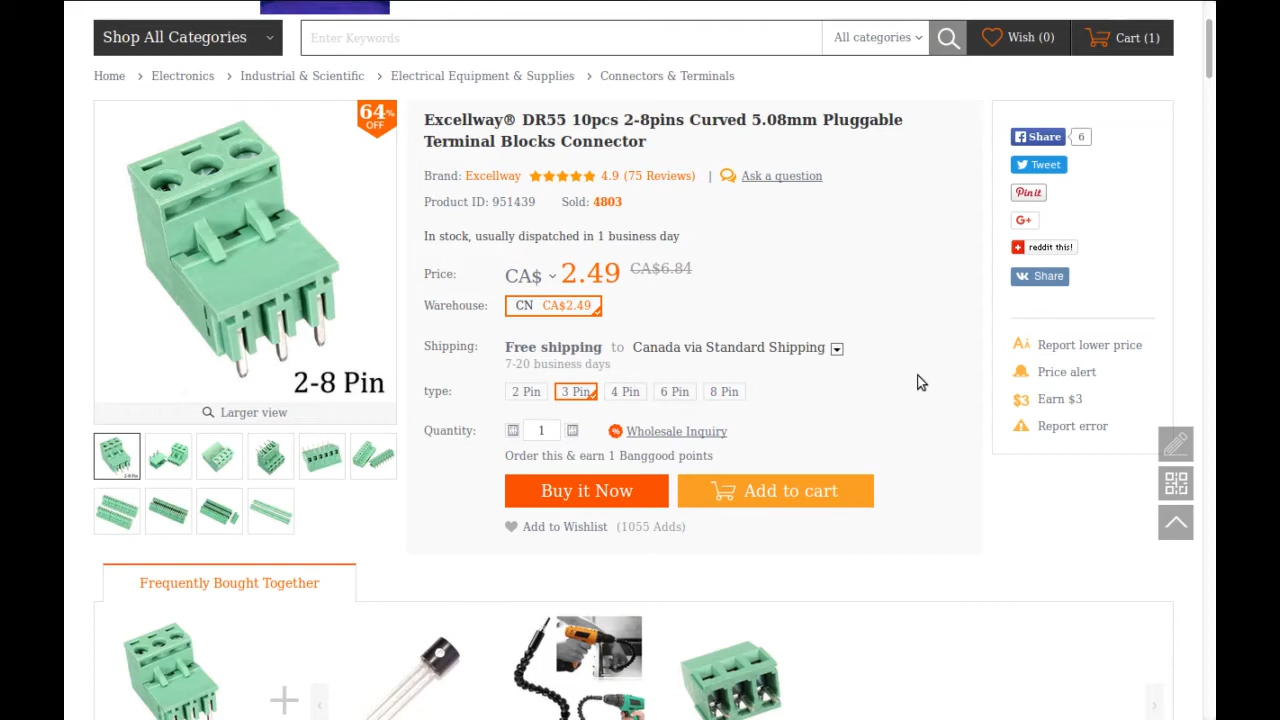 Shop All Categories
Enter Keywords
All categories
Wish (0)
Cart (1)
Home > Electronics > Industrial & Scientific > Electrical Equipment & Supplies > Connectors & Terminals
64%
OFF
2-8 Pin
Larger view
Excellway® DR55 10pcs 2-8pins Curved 5.08mm Pluggable
Terminal Blocks Connector
Brand: Excellway 4.9 (75 Reviews) | Ask a question
Product ID: 951439 Sold: 4803
In stock, usually dispatched in 1 business day
Price: CA$ 2.49 CA$6.84
Warehouse: CN CA$2.49
Shipping: Free shipping to Canada via Standard Shipping
7-20 business days
type: 2 Pin 3 Pin 4 Pin 6 Pin 8 Pin
Quantity: 1 Wholesale Inquiry
Order this & earn 1 Banggood points
Buy it Now
Add to cart
Add to Wishlist (1055 Adds)
Share 6
Tweet
Pinit
G+
reddit this!
Share
Report lower price
Price alert
$3 Earn $3
Report error
Frequently Bought Together